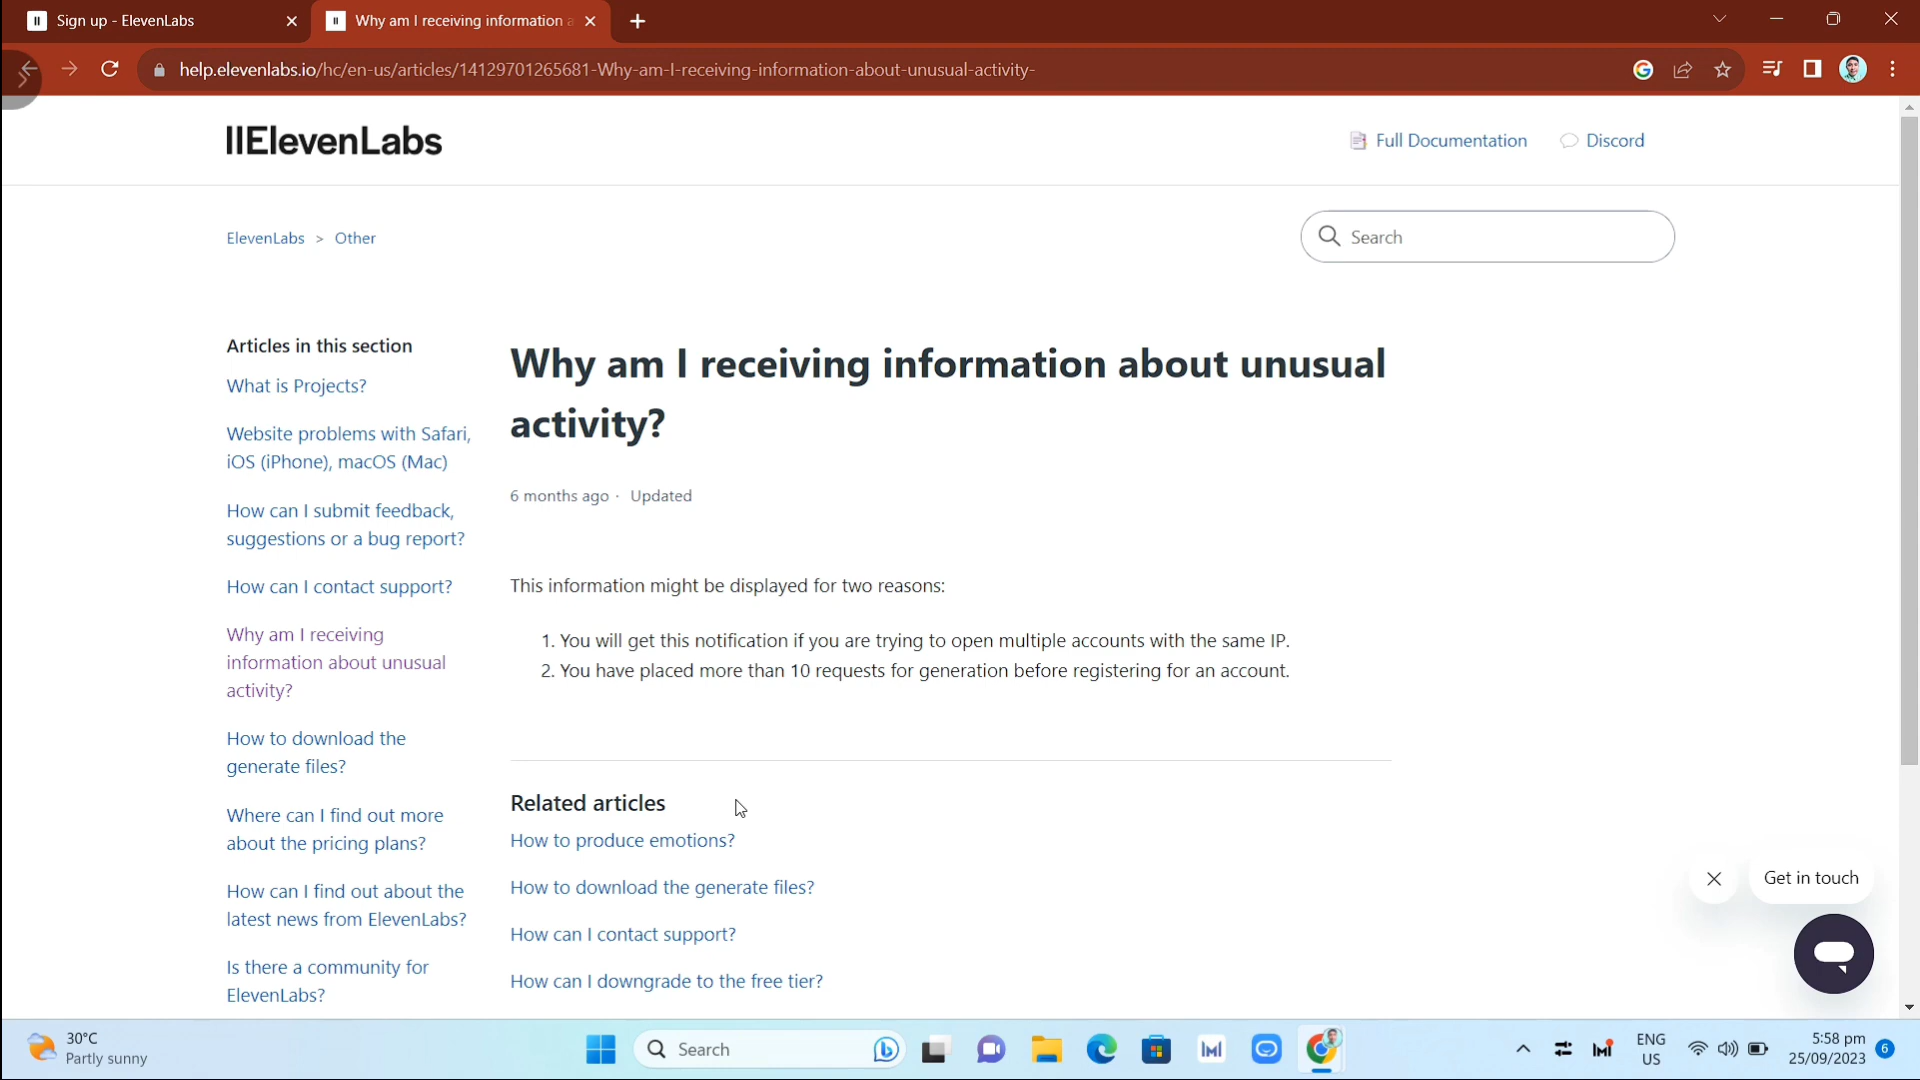 Sign up - ElevenLabs
Why am I receiving information a
help.elevenlabs.io/hc/en-us/articles/14129701265681-Why-am-I-receiving-information-about-unusual-activity-
IIElevenLabs
Full Documentation
Discord
ElevenLabs > Other
Search
Articles in this section
What is Projects?
Website problems with Safari,
iOS (iPhone), macOS (Mac)
How can I submit feedback,
suggestions or a bug report?
How can I contact support?
Why am I receiving
information about unusual
activity?
How to download the
generate files?
Where can I find out more
about the pricing plans?
How can I find out about the
latest news from ElevenLabs?
Is there a community for
ElevenLabs?
Why am I receiving information about unusual
activity?
6 months ago · Updated
This information might be displayed for two reasons:
1. You will get this notification if you are trying to open multiple accounts with the same IP.
2. You have placed more than 10 requests for generation before registering for an account.
Related articles
How to produce emotions?
How to download the generate files?
How can I contact support?
How can I downgrade to the free tier?
Get in touch
30°C
Partly sunny
Search
ENG
US
5:58 pm
25/09/2023
6